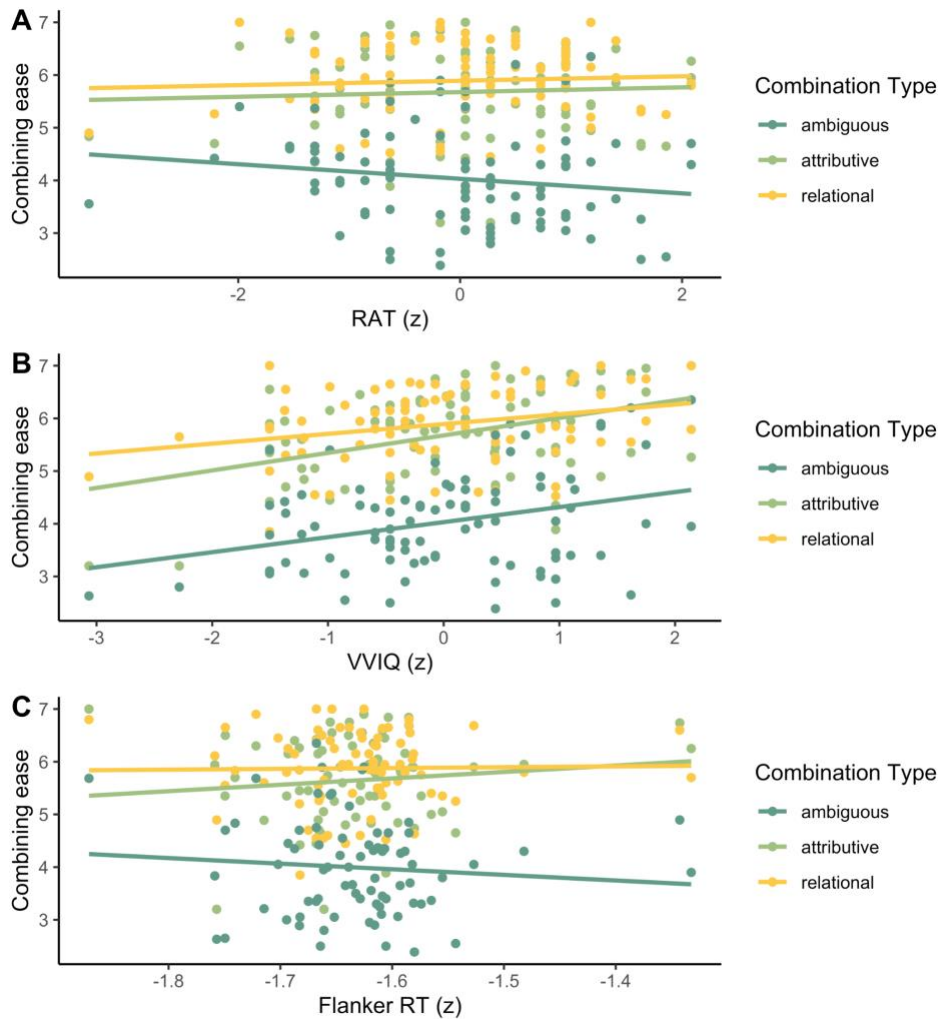 A
Combining ease
7
6
5
4
3
-2
0
2
RAT (z)
Combination Type
ambiguous
attributive
relational
B
Combining ease
7
6
5
4
3
-3
-2
-1
0
1
2
VVIQ (z)
Combination Type
ambiguous
attributive
relational
C
Combining ease
7
6
5
4
3
-1.8
-1.7
-1.6
-1.5
-1.4
Flanker RT (z)
Combination Type
ambiguous
attributive
relational